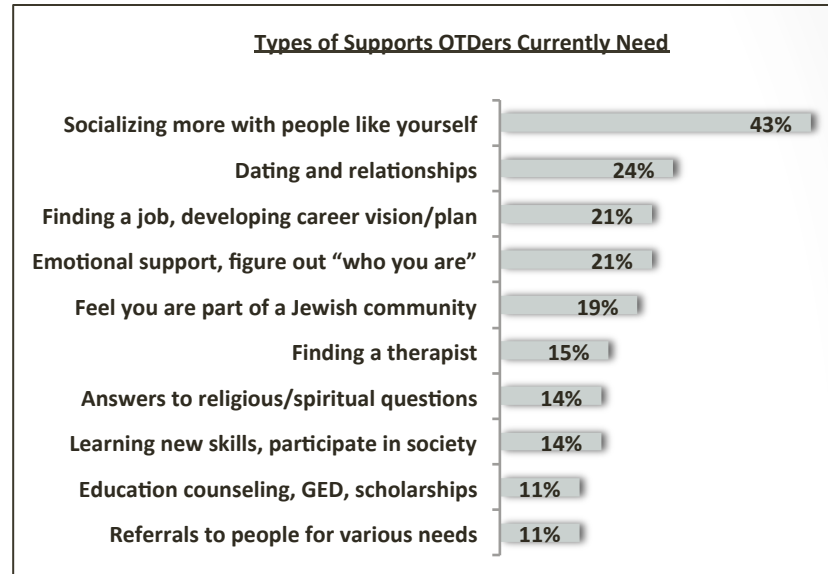 Types of Supports OTDers Currently Need
Socializing more with people like yourself 43%
Dating and relationships 24%
Finding a job, developing career vision/plan 21%
Emotional support, figure out “who you are” 21%
Feel you are part of a Jewish community 19%
Finding a therapist 15%
Answers to religious/spiritual questions 14%
Learning new skills, participate in society 14%
Education counseling, GED, scholarships 11%
Referrals to people for various needs 11%